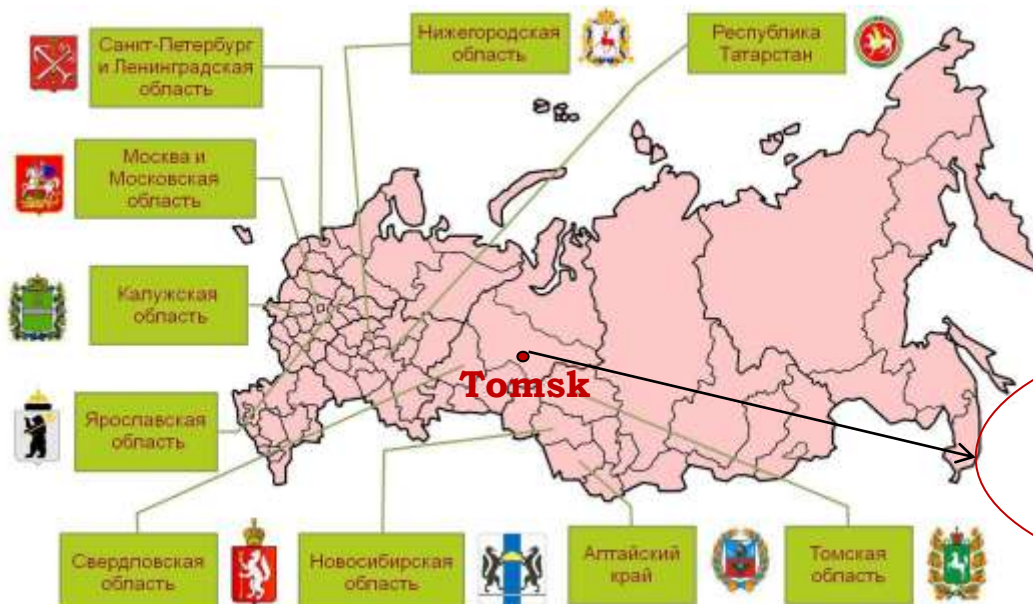 Санкт-Петербург
и Ленинградская
область
Нижегородская
область
Республика
Татарстан
Москва и
Московская
область
Калужская
область
Tomsk
Ярославская
область
Свердловская
область
Новосибирская
область
Алтайский
край
Томская
область